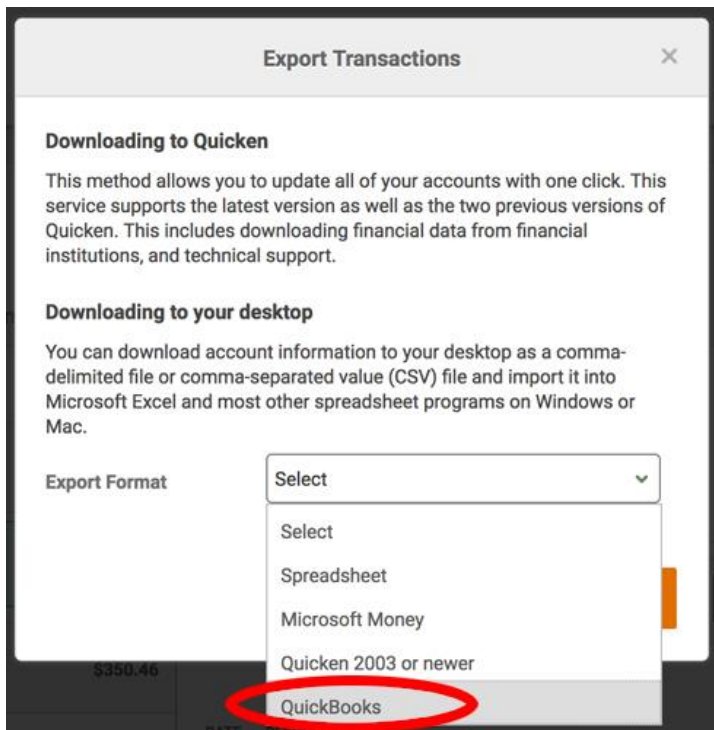 Export Transactions ×
Downloading to Quicken
This method allows you to update all of your accounts with one click. This
service supports the latest version as well as the two previous versions of
Quicken. This includes downloading financial data from financial
institutions, and technical support.
Downloading to your desktop
You can download account information to your desktop as a comma-
delimited file or comma-separated value (CSV) file and import it into
Microsoft Excel and most other spreadsheet programs on Windows or
Mac.
Export Format
Select
Select
Spreadsheet
Microsoft Money
Quicken 2003 or newer
$350.46
QuickBooks